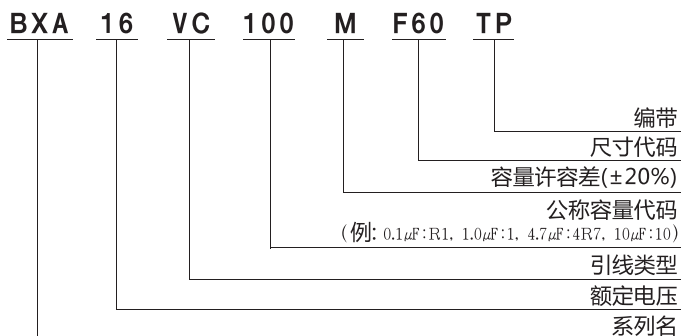 BXA 16 VC 100 M F60 TP
编带
尺寸代码
容量许容差(±20%)
公称容量代码
(例: 0.1μF:R1, 1.0μF:1, 4.7μF:4R7, 10μF:10)
引线类型
额定电压
系列名